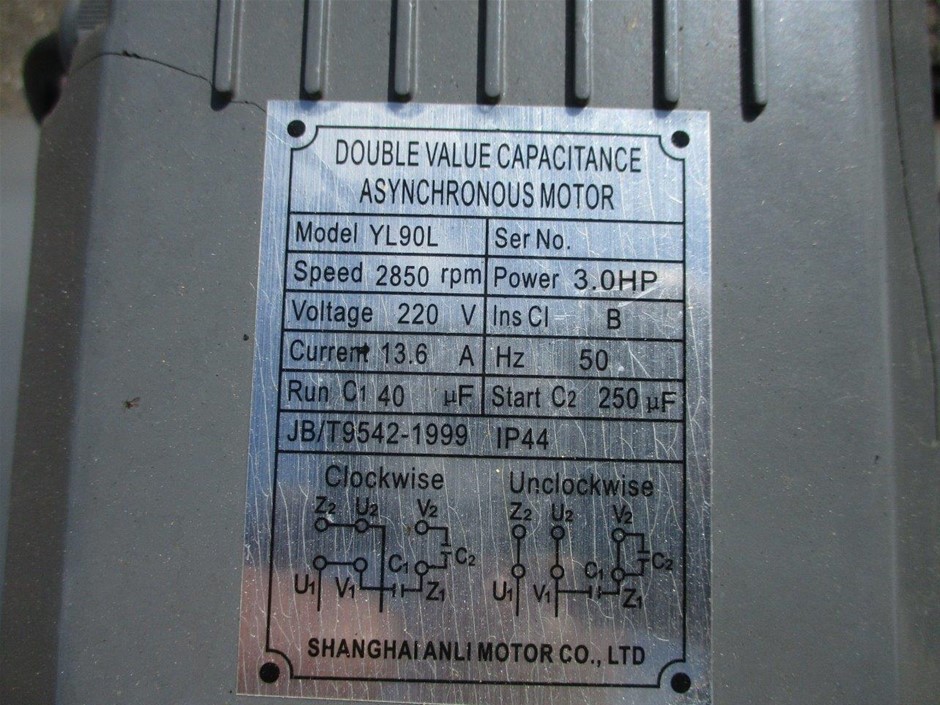 DOUBLE VALUE CAPACITANCE
ASYNCHRONOUS MOTOR
Model YL90L Ser No.
Speed 2850 rpm Power 3.0HP
Voltage 220 V Ins Cl B
Current 13.6 A Hz 50
Run C1 40 μF Start C2 250 μF
JB/T9542-1999 IP44
Clockwise Unclockwise
Z2 U2 V2 Z2 U2 V2
C1 C2 C1 C2
U1 V1 Z1 U1 V1 Z1
SHANGHAI ANLI MOTOR CO., LTD